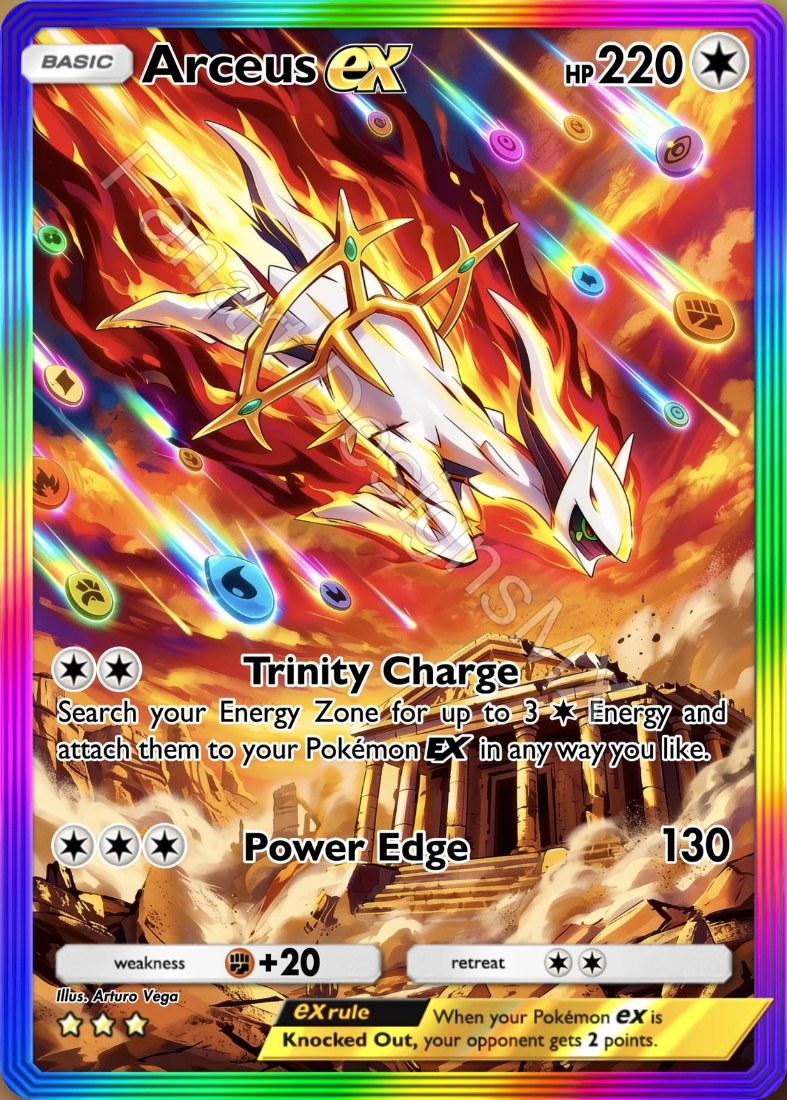 BASIC
Arceus ex
HP 220
Fanart DesignsMx
Trinity Charge
Search your Energy Zone for up to 3 Energy and
attach them to your Pokémon EX in any way you like.
Power Edge 130
weakness +20
retreat
Illus. Arturo Vega
ex rule
When your Pokémon ex is
Knocked Out, your opponent gets 2 points.